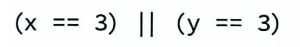 (x == 3) || (y == 3)